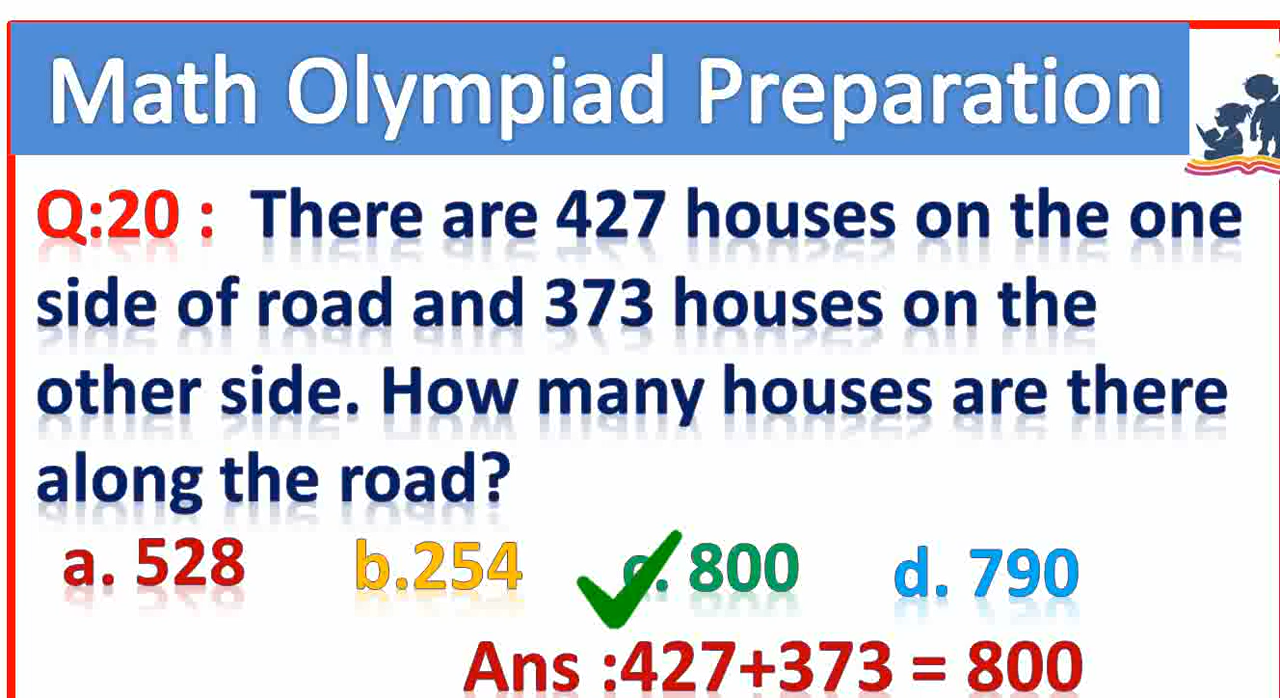 Math Olympiad Preparation
Q:20 : There are 427 houses on the one
side of road and 373 houses on the
other side. How many houses are there
along the road?
a. 528 b.254 c. 800 d. 790
Ans :427+373 = 800